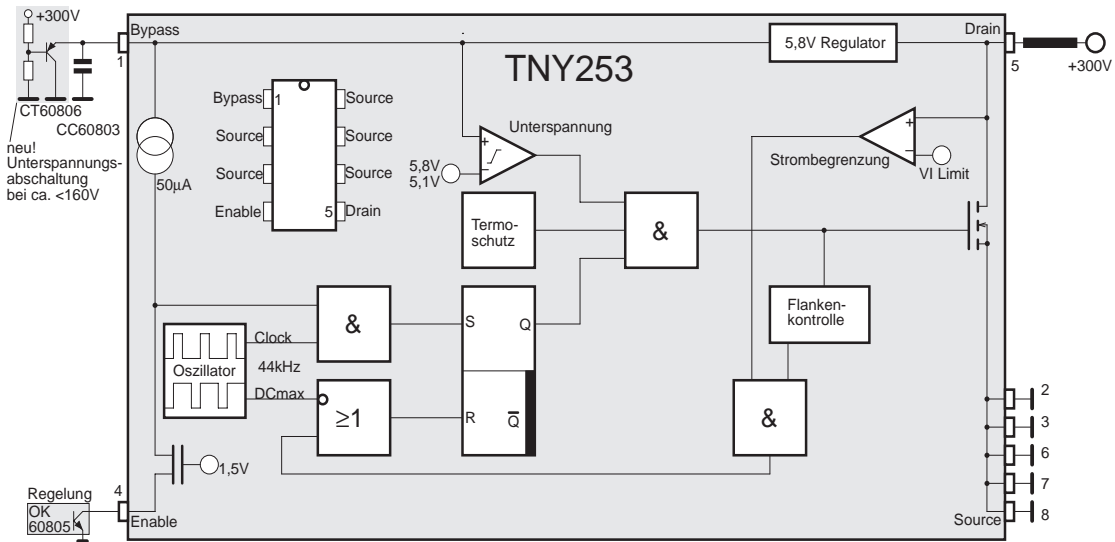 +300V
Bypass
1
CT60806
CC60803
neu!
Unterspannungs-
abschaltung
bei ca. <160V
50µA
TNY253
5,8V Regulator
Drain
5
+300V
Bypass
1
Source
Source
Source
Source
Source
Enable
5
Drain
Unterspannung
+
−
5,8V
5,1V
Termo-
schutz
&
+
−
Strombegrenzung
VI Limit
Flanken-
kontrolle
&
Clock
Oszillator
44kHz
DCmax
&
≥1
S
Q
R
Q̅
&
1,5V
Regelung
OK
60805
4
Enable
2
3
6
7
Source
8